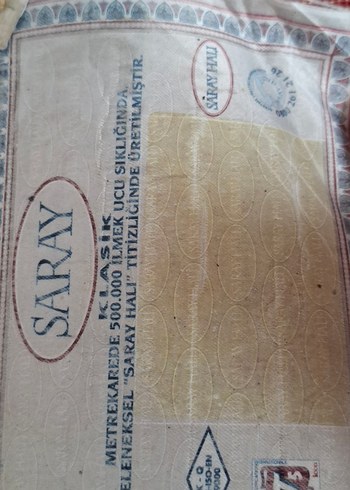 SARAY
KLASİK
METREKAREDE 500.000 İLMEK UCU SIKLIĞINDA,
ELENEKSEL "SARAY HALI" TİTİZLİĞİNDE ÜRETİLMİŞTİR.
SARAY HALI